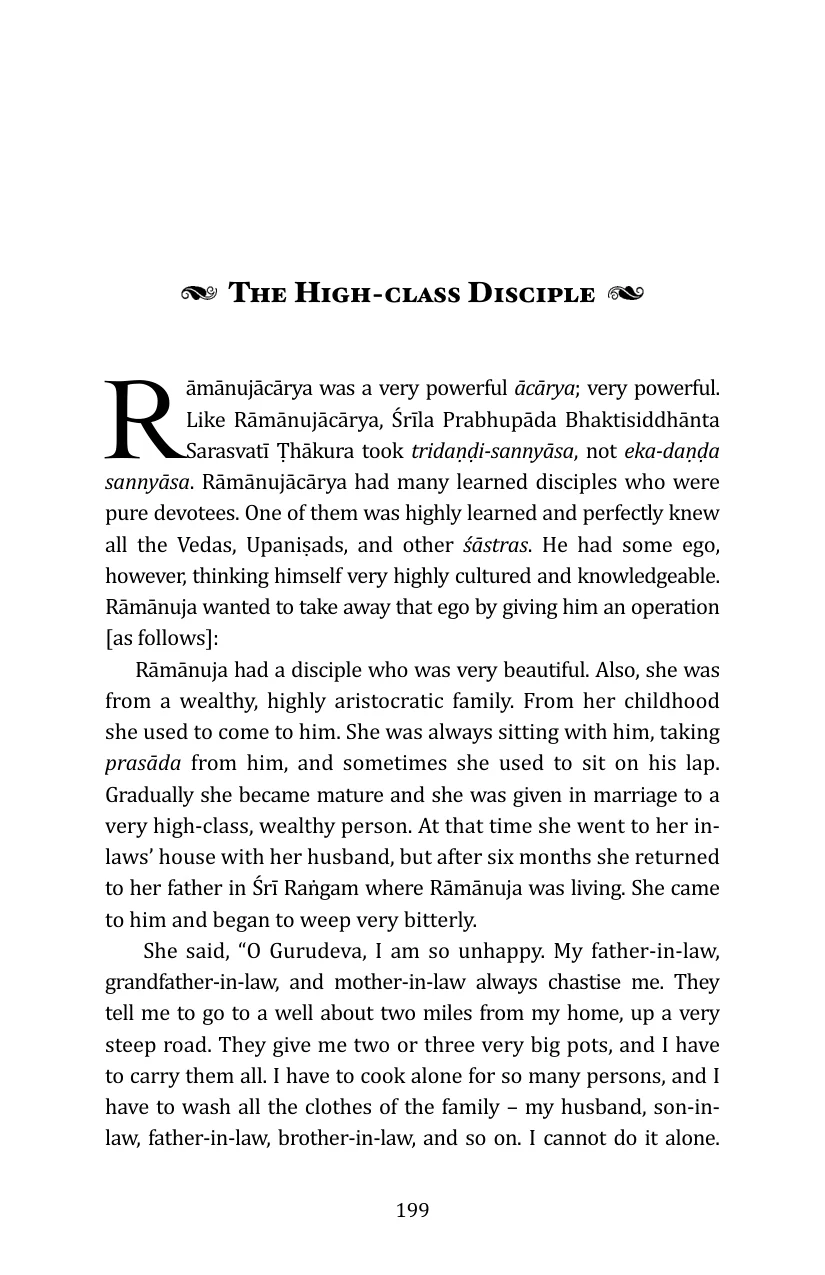 The High-class Disciple
Rāmānujācārya was a very powerful ācārya; very powerful.
Like Rāmānujācārya, Śrīla Prabhupāda Bhaktisiddhānta
Sarasvatī Ṭhākura took tridaṇḍi-sannyāsa, not eka-daṇḍa
sannyāsa. Rāmānujācārya had many learned disciples who were
pure devotees. One of them was highly learned and perfectly knew
all the Vedas, Upaniṣads, and other śāstras. He had some ego,
however, thinking himself very highly cultured and knowledgeable.
Rāmānuja wanted to take away that ego by giving him an operation
[as follows]:
Rāmānuja had a disciple who was very beautiful. Also, she was
from a wealthy, highly aristocratic family. From her childhood
she used to come to him. She was always sitting with him, taking
prasāda from him, and sometimes she used to sit on his lap.
Gradually she became mature and she was given in marriage to a
very high-class, wealthy person. At that time she went to her in-
laws’ house with her husband, but after six months she returned
to her father in Śrī Raṅgam where Rāmānuja was living. She came
to him and began to weep very bitterly.
She said, “O Gurudeva, I am so unhappy. My father-in-law,
grandfather-in-law, and mother-in-law always chastise me. They
tell me to go to a well about two miles from my home, up a very
steep road. They give me two or three very big pots, and I have
to carry them all. I have to cook alone for so many persons, and I
have to wash all the clothes of the family – my husband, son-in-
law, father-in-law, brother-in-law, and so on. I cannot do it alone.
199